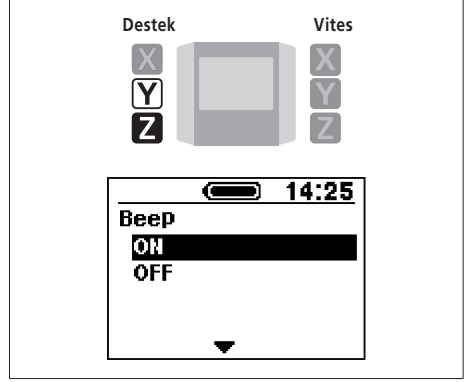 Destek Vites
X X
Y Y
Z Z
14:25
Beep
ON
OFF